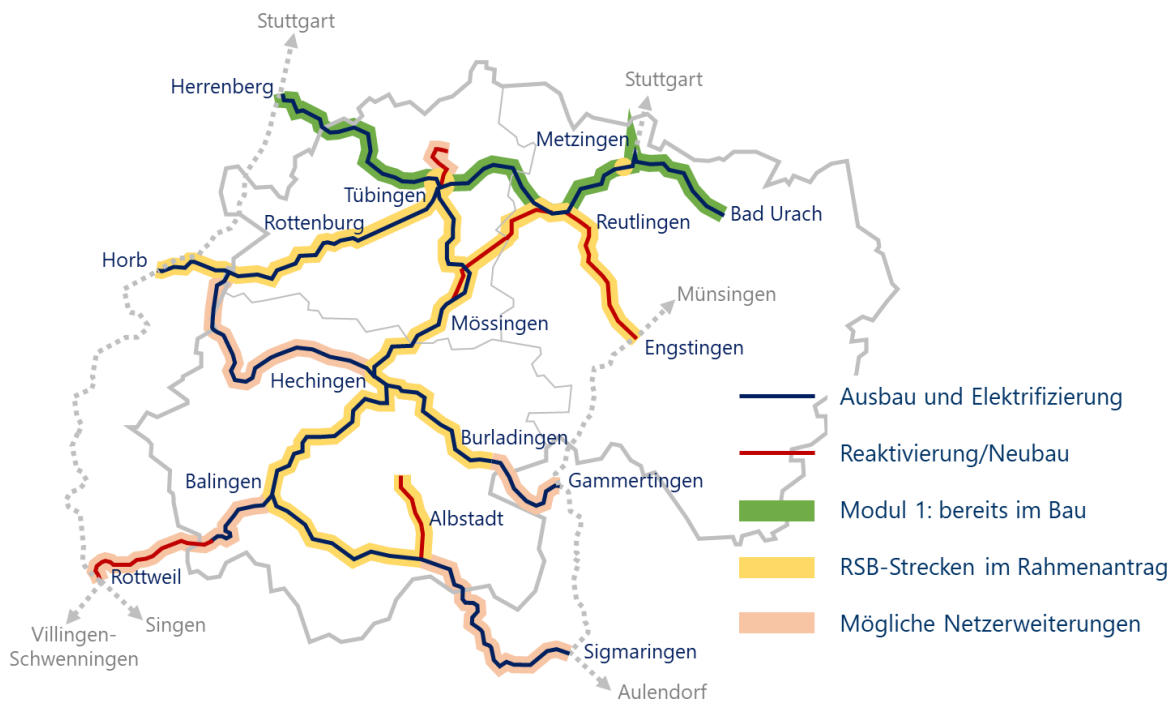 Stuttgart
Herrenberg
Stuttgart
Metzingen
Tübingen
Rottenburg
Reutlingen
Bad Urach
Horb
Münsingen
Mössingen
Engstingen
Hechingen
Ausbau und Elektrifizierung
Burladingen
Reaktivierung/Neubau
Balingen
Gammertingen
Albstadt
Modul 1: bereits im Bau
RSB-Strecken im Rahmenantrag
Rottweil
Mögliche Netzerweiterungen
Singen
Villingen-
Schwenningen
Sigmaringen
Aulendorf